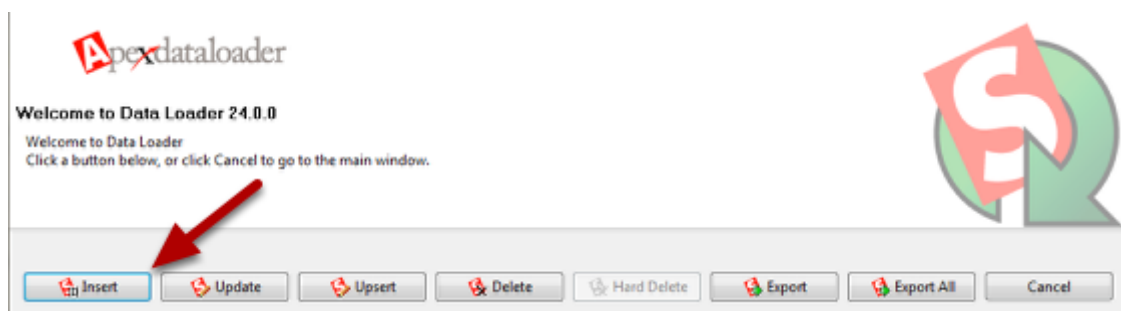 Apexdataloader
Welcome to Data Loader 24.0.0
Welcome to Data Loader
Click a button below, or click Cancel to go to the main window.
Insert Update Upsert Delete Hard Delete Export Export All Cancel